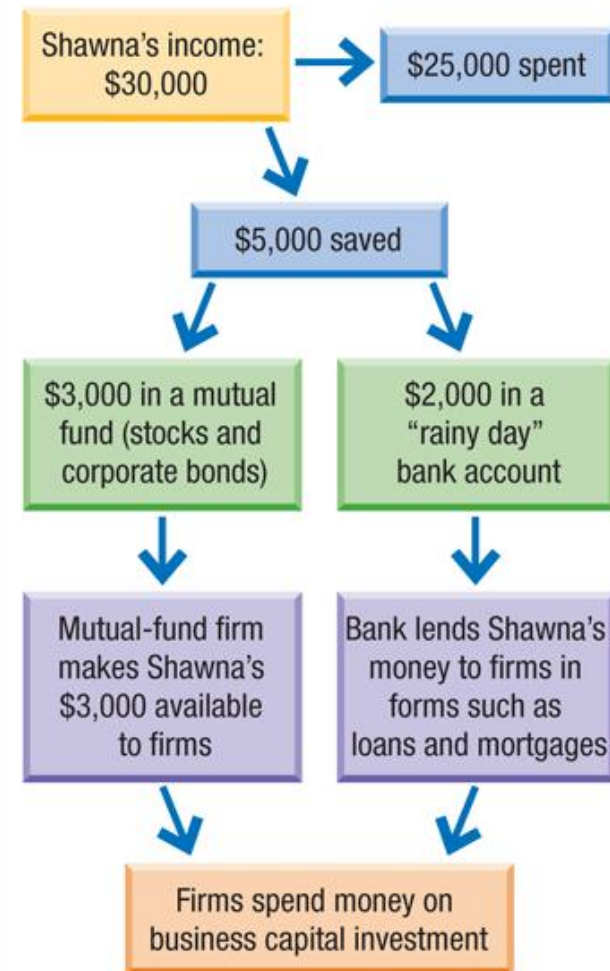 Shawna's income:
$30,000
$25,000 spent
$5,000 saved
$3,000 in a mutual
fund (stocks and
corporate bonds)
$2,000 in a
“rainy day”
bank account
Mutual-fund firm
makes Shawna's
$3,000 available
to firms
Bank lends Shawna's
money to firms in
forms such as
loans and mortgages
Firms spend money on
business capital investment